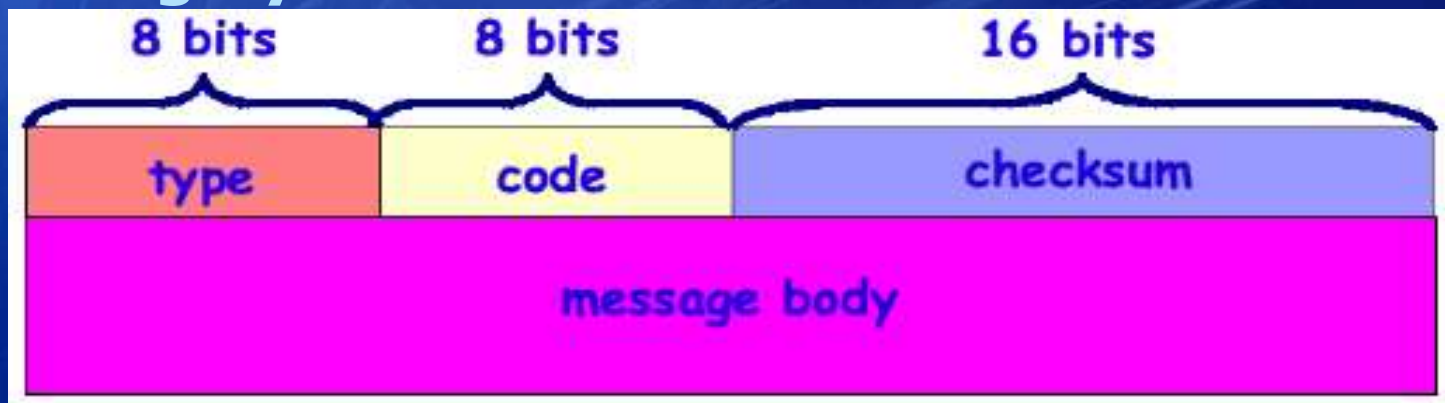 8 bits 8 bits 16 bits
type code checksum
message body